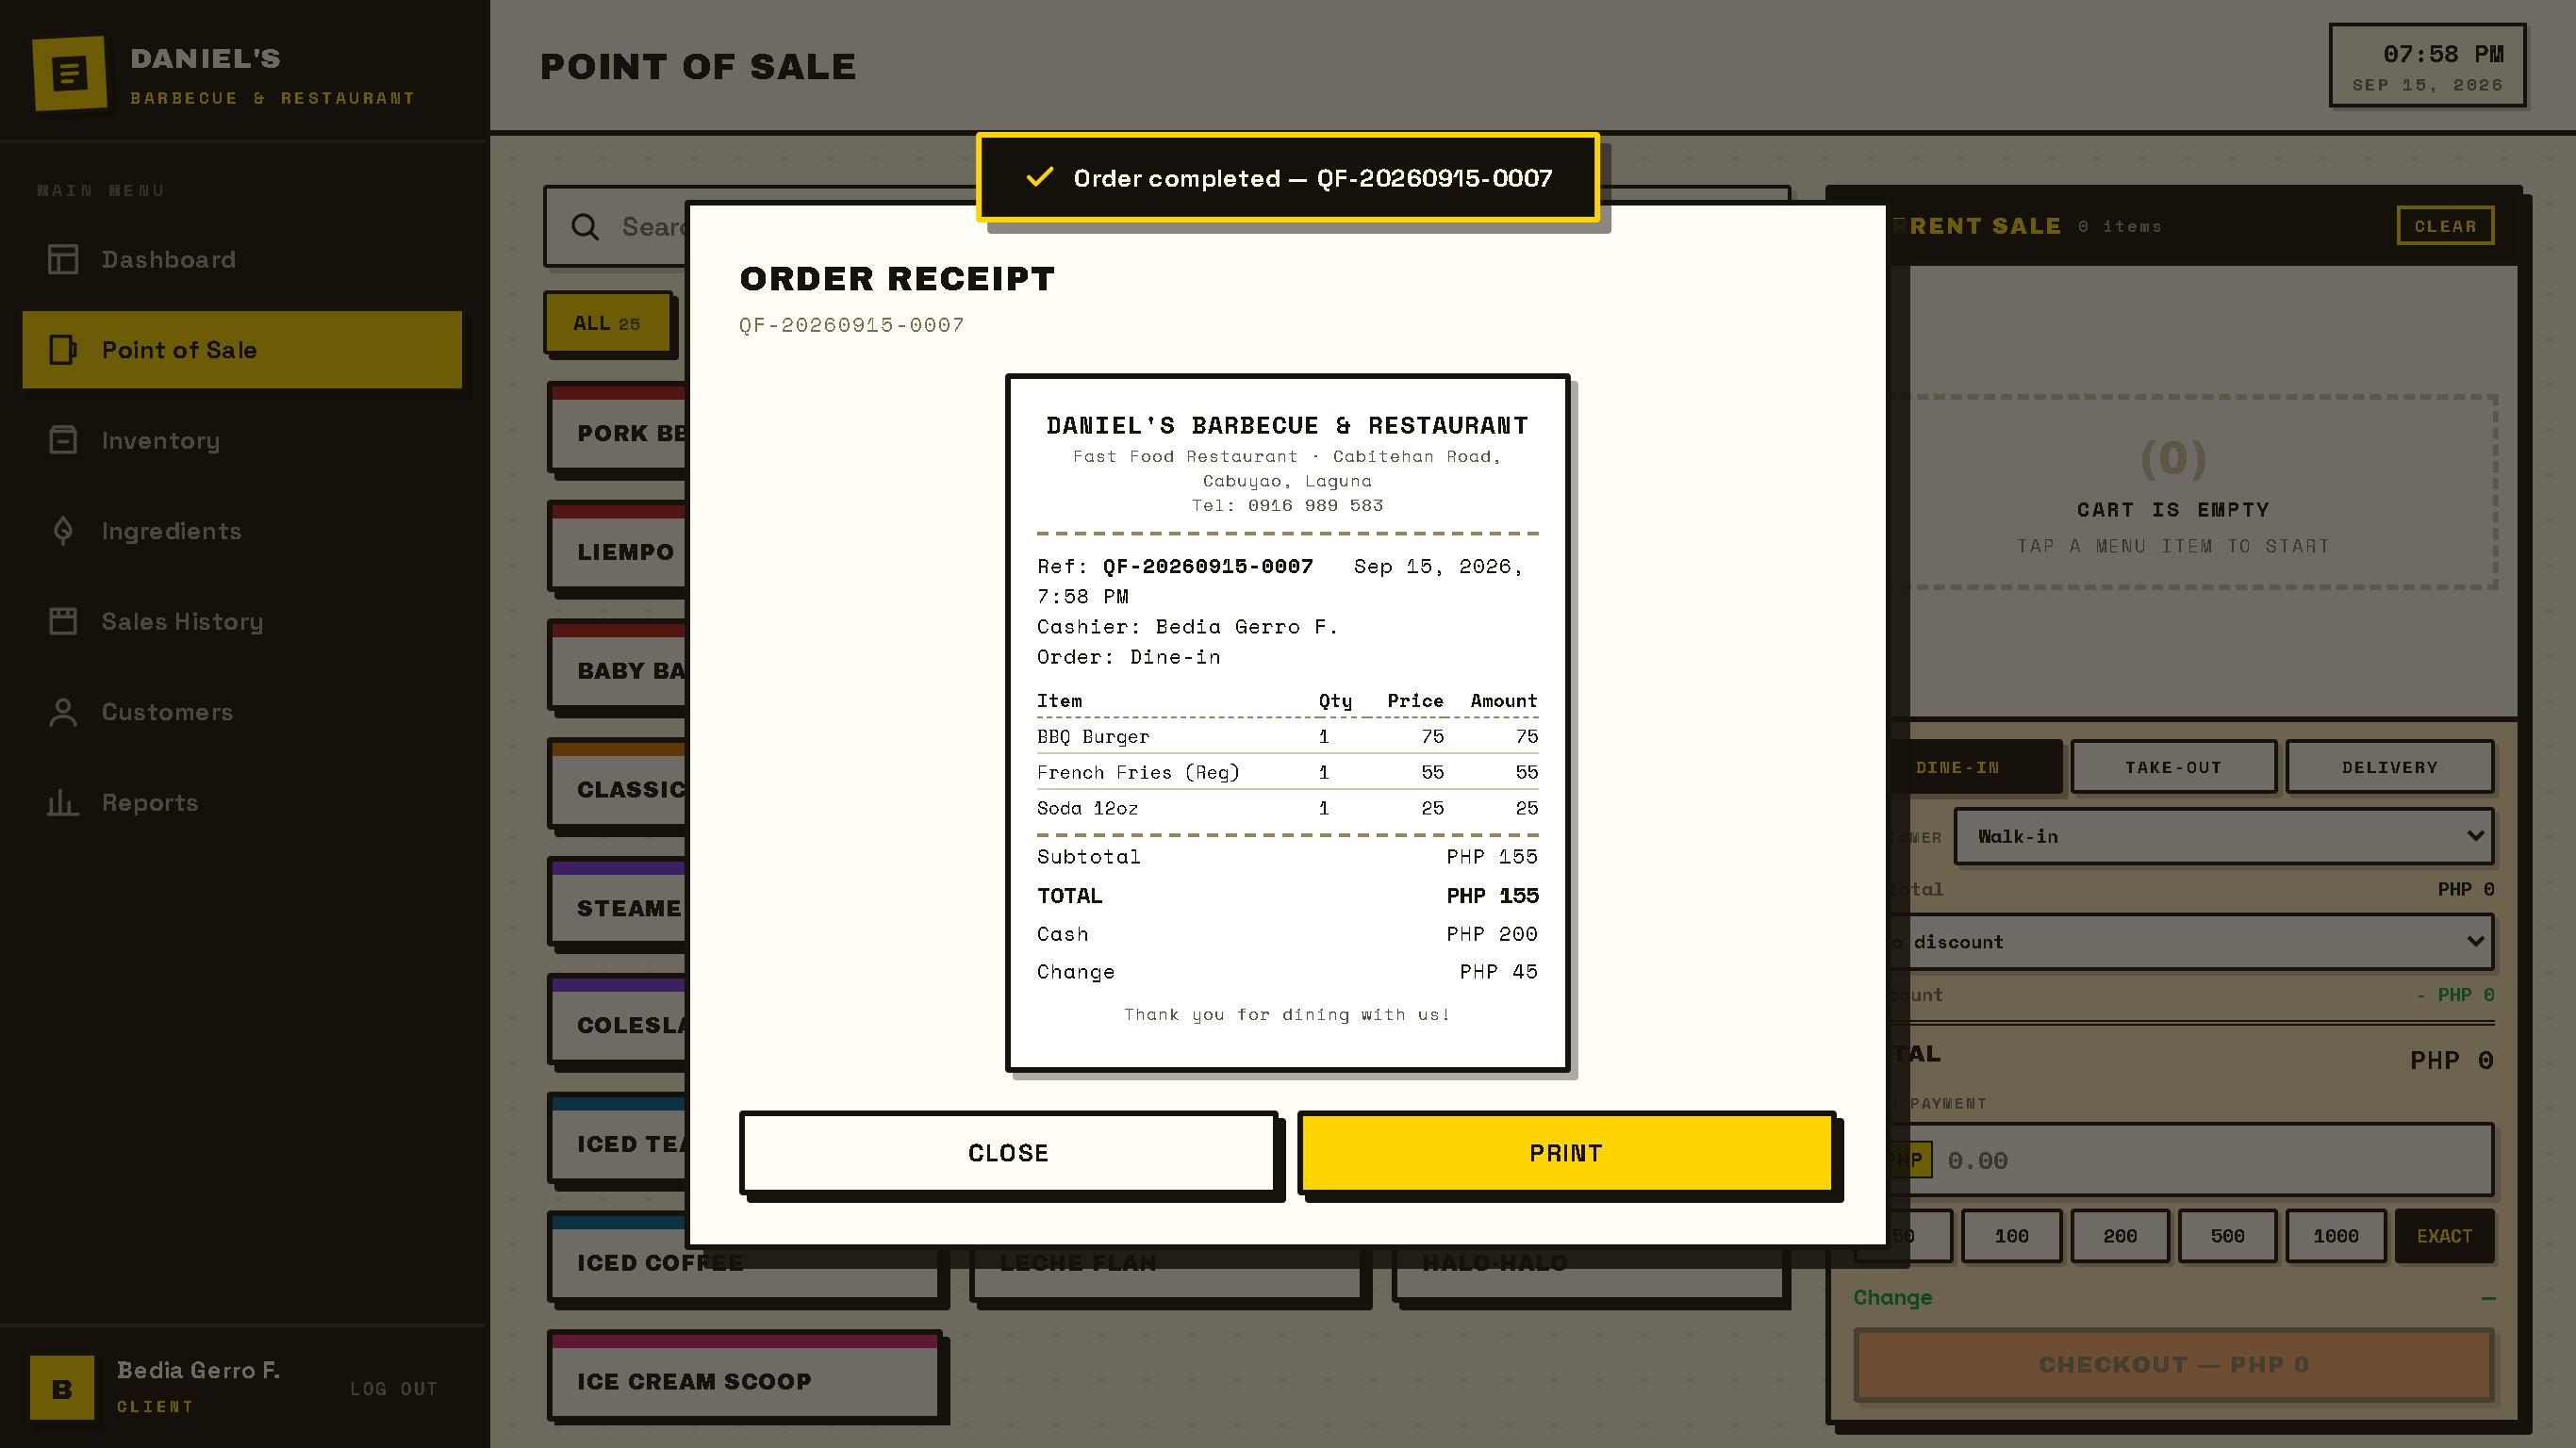 DANIEL'S
BARBECUE & RESTAURANT
MAIN MENU
Dashboard
Point of Sale
Inventory
Ingredients
Sales History
Customers
Reports
B
Bedia Gerro F.
CLIENT
LOG OUT
POINT OF SALE
07:58 PM
SEP 15, 2026
Order completed — QF-20260915-0007
ALL 25
PORK
LIEMPO
BABY
CLASSIC
ICED
ICED COFFEE
LECHE FLAN
HALO-HALO
ICE CREAM SCOOP
ORDER RECEIPT
QF-20260915-0007
DANIEL'S BARBECUE & RESTAURANT
Fast Food Restaurant · Cabitehan Road,
Cabuyao, Laguna
Tel: 0916 989 583
Ref: QF-20260915-0007 Sep 15, 2026,
7:58 PM
Cashier: Bedia Gerro F.
Order: Dine-in
Item Qty Price Amount
BBQ Burger 1 75 75
French Fries (Reg) 1 55 55
Soda 12oz 1 25 25
Subtotal PHP 155
TOTAL PHP 155
Cash PHP 200
Change PHP 45
Thank you for dining with us!
CLOSE
PRINT
SALE 0 items
CLEAR
(0)
CART IS EMPTY
TAP A MENU ITEM TO START
DINE-IN
TAKE-OUT
DELIVERY
Walk-in
PHP 0
discount
- PHP 0
PHP 0
PAYMENT
PHP 0.00
50
100
200
500
1000
EXACT
Change —
CHECKOUT — PHP 0